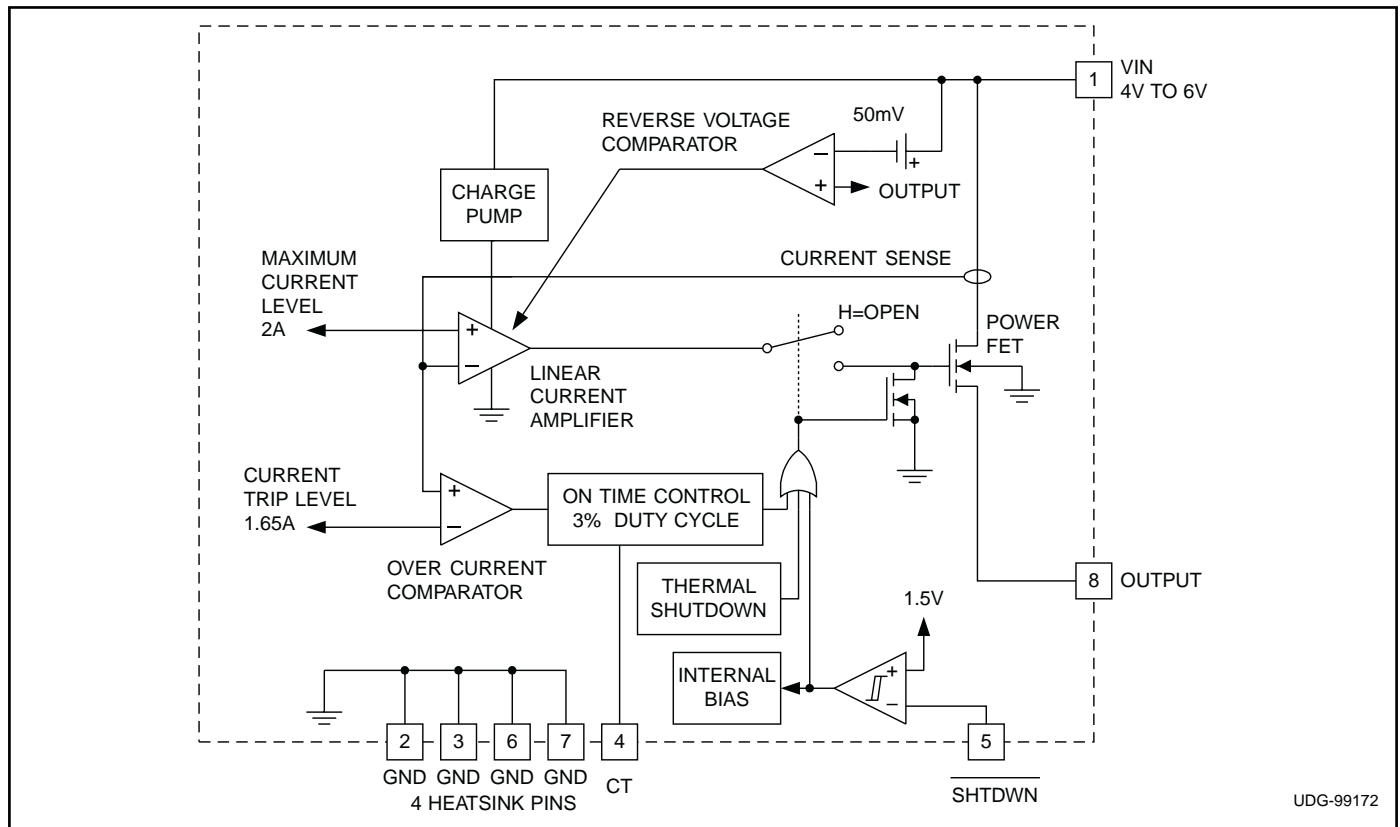 1
VIN
4V TO 6V
50mV
REVERSE VOLTAGE
COMPARATOR
–
+
+
OUTPUT
CHARGE
PUMP
MAXIMUM
CURRENT
LEVEL
2A
CURRENT SENSE
H=OPEN
POWER
FET
+
–
LINEAR
CURRENT
AMPLIFIER
CURRENT
TRIP LEVEL
1.65A
+
–
ON TIME CONTROL
3% DUTY CYCLE
OVER CURRENT
COMPARATOR
THERMAL
SHUTDOWN
1.5V
8
OUTPUT
INTERNAL
BIAS
+
–
2
3
6
7
4
5
GND
GND
GND
GND
CT
4 HEATSINK PINS
SHTDWN
UDG-99172